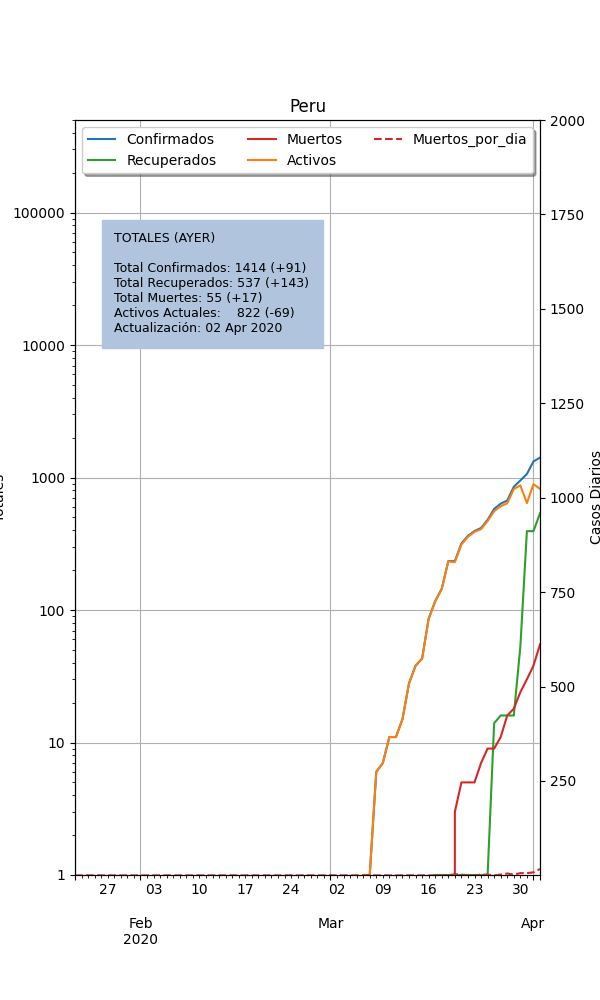 Peru
Confirmados
Recuperados
Muertos
Activos
Muertos_por_dia
TOTALES (AYER)
Total Confirmados: 1414 (+91)
Total Recuperados: 537 (+143)
Total Muertes: 55 (+17)
Activos Actuales: 822 (-69)
Actualización: 02 Apr 2020
100000
10000
1000
100
10
1
2000
1750
1500
1250
1000
750
500
250
Casos Diarios
27 03 10 17 24 02 09 16 23 30
Feb Mar Apr
2020